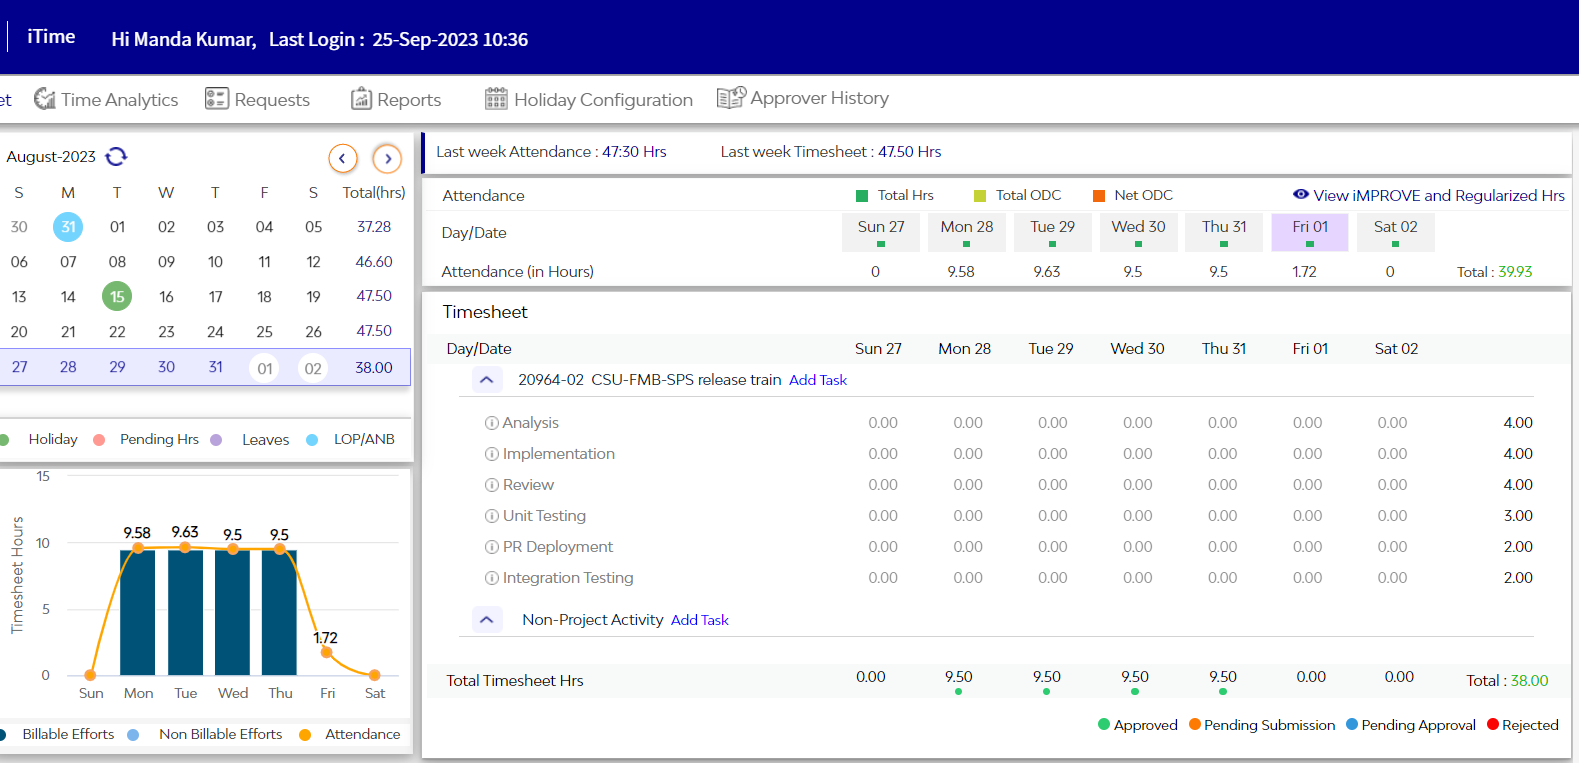 iTime Hi Manda Kumar, Last Login : 25-Sep-2023 10:36
et Time Analytics Requests Reports Holiday Configuration Approver History
August-2023
S M T W T F S Total(hrs)
30 31 01 02 03 04 05 37.28
06 07 08 09 10 11 12 46.60
13 14 15 16 17 18 19 47.50
20 21 22 23 24 25 26 47.50
27 28 29 30 31 01 02 38.00
Holiday Pending Hrs Leaves LOP/ANB
Timesheet Hours
15
10
5
0
9.58 9.63 9.5 9.5 1.72
Sun Mon Tue Wed Thu Fri Sat
Billable Efforts Non Billable Efforts Attendance
Last week Attendance : 47:30 Hrs Last week Timesheet : 47.50 Hrs
Attendance Total Hrs Total ODC Net ODC View iMPROVE and Regularized Hrs
Day/Date Sun 27 Mon 28 Tue 29 Wed 30 Thu 31 Fri 01 Sat 02
Attendance (in Hours) 0 9.58 9.63 9.5 9.5 1.72 0 Total : 39.93
Timesheet
Day/Date Sun 27 Mon 28 Tue 29 Wed 30 Thu 31 Fri 01 Sat 02
20964-02 CSU-FMB-SPS release train Add Task
Analysis 0.00 0.00 0.00 0.00 0.00 0.00 0.00 4.00
Implementation 0.00 0.00 0.00 0.00 0.00 0.00 0.00 4.00
Review 0.00 0.00 0.00 0.00 0.00 0.00 0.00 4.00
Unit Testing 0.00 0.00 0.00 0.00 0.00 0.00 0.00 3.00
PR Deployment 0.00 0.00 0.00 0.00 0.00 0.00 0.00 2.00
Integration Testing 0.00 0.00 0.00 0.00 0.00 0.00 0.00 2.00
Non-Project Activity Add Task
Total Timesheet Hrs 0.00 9.50 9.50 9.50 9.50 0.00 0.00 Total : 38.00
Approved Pending Submission Pending Approval Rejected